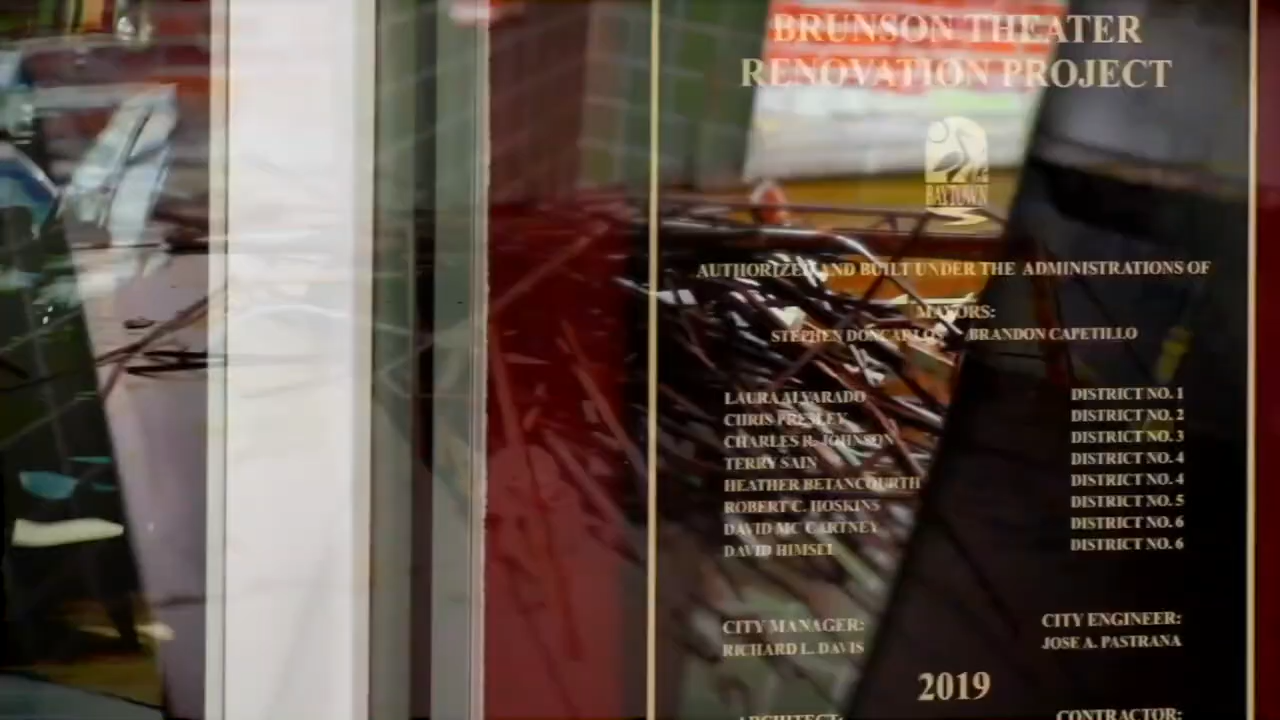 BRUNSON THEATER
RENOVATION PROJECT
BAYTOWN
AUTHORIZED AND BUILT UNDER THE ADMINISTRATIONS OF
MAYORS:
STEPHEN DONCARLOS BRANDON CAPETILLO
LAURA ALVARADO DISTRICT NO. 1
CHRIS PRESLEY DISTRICT NO. 2
CHARLES R. JOHNSON DISTRICT NO. 3
TERRY SAIN DISTRICT NO. 4
HEATHER BETANCOURTH DISTRICT NO. 4
ROBERT C. HOSKINS DISTRICT NO. 5
DAVID MC CARTNEY DISTRICT NO. 6
DAVID HIMSEL DISTRICT NO. 6
CITY MANAGER: CITY ENGINEER:
RICHARD L. DAVIS JOSE A. PASTRANA
2019
ARCHITECT: CONTRACTOR: